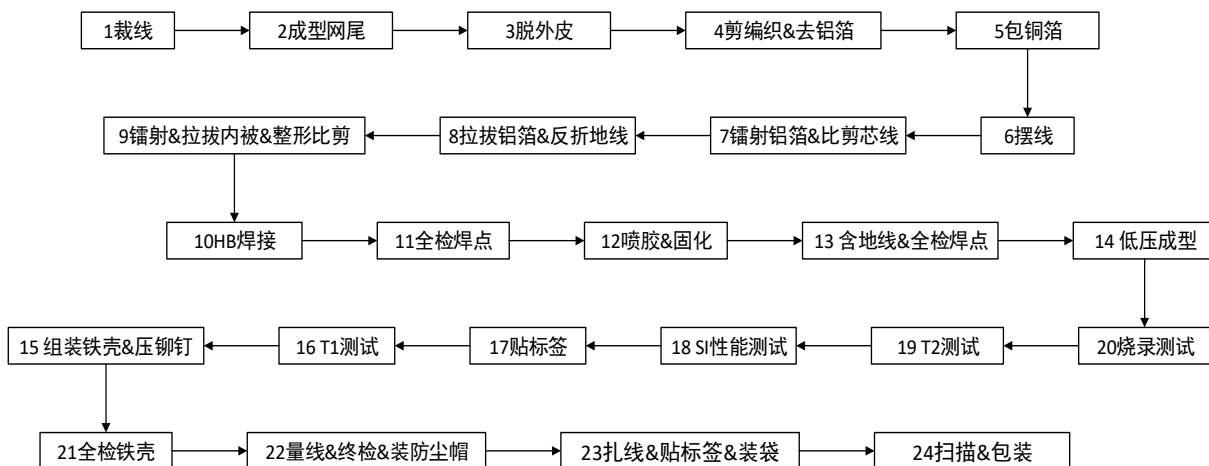 1裁线
2成型网尾
3脱外皮
4剪编织&去铝箔
5包铜箔
9镭射&拉拔内被&整形比剪
8拉拔铝箔&反折地线
7镭射铝箔&比剪芯线
6摆线
10HB焊接
11全检焊点
12喷胶&固化
13 含地线&全检焊点
14 低压成型
15 组装铁壳&压铆钉
16 T1测试
17贴标签
18 SI性能测试
19 T2测试
20烧录测试
21全检铁壳
22量线&终检&装防尘帽
23扎线&贴标签&装袋
24扫描&包装